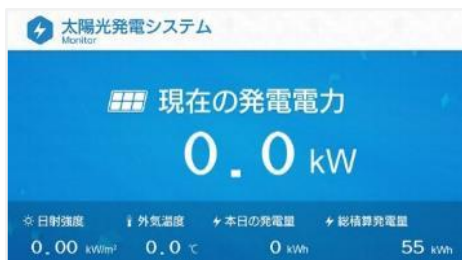 太陽光発電システム
Monitor
現在の発電電力
0.0 kW
日射強度 外気温度 本日の発電量 総積算発電量
0.00 kW/m² 0.0 ℃ 0 kWh 55 kWh